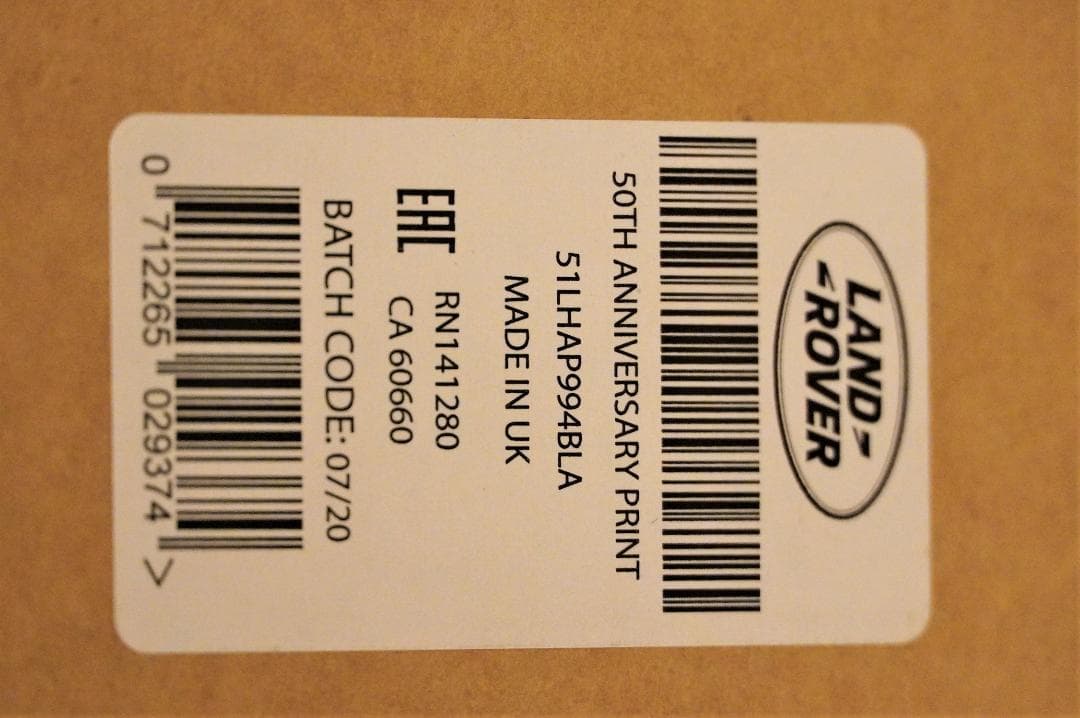 LAND
ROVER
50TH ANNIVERSARY PRINT
51LHAP994BLA
MADE IN UK
EAC RN141280
CA 60660
BATCH CODE: 07/20
0 712265 029374 >